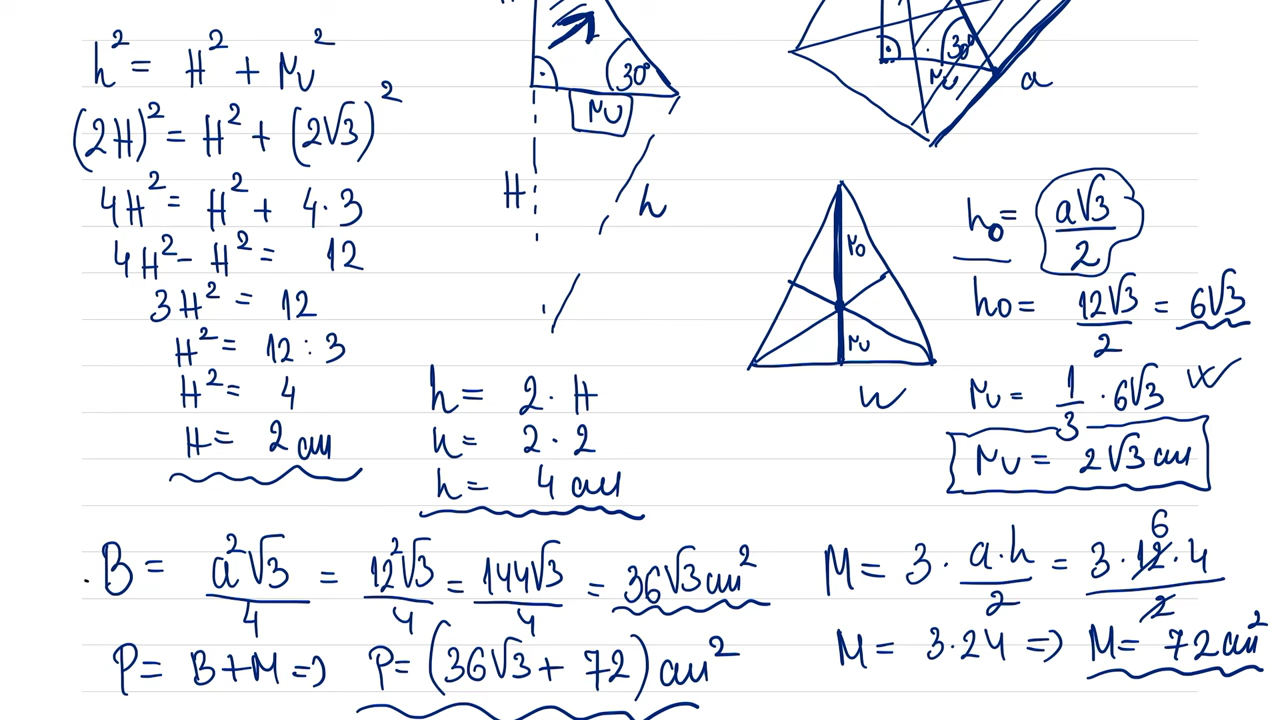 h² = H² + ru²
(2H)² = H² + (2√3)²
4H² = H² + 4·3
4H² - H² = 12
3H² = 12
H² = 12 : 3
H² = 4
H = 2 cm
30°
ru
H
h
h = 2 · H
h = 2 · 2
h = 4 cm
30°
ru
a
ro
ru
h₀ = a√3/2
h₀ = 12√3/2 = 6√3
ru = 1/3 · 6√3
ru = 2√3 cm
B = a²√3/4 = 12²√3/4 = 144√3/4 = 36√3 cm²
P = B + M => P = (36√3 + 72) cm²
M = 3 · a·h/2 = 3·12·4/2
6
M = 3·24 => M = 72 cm²